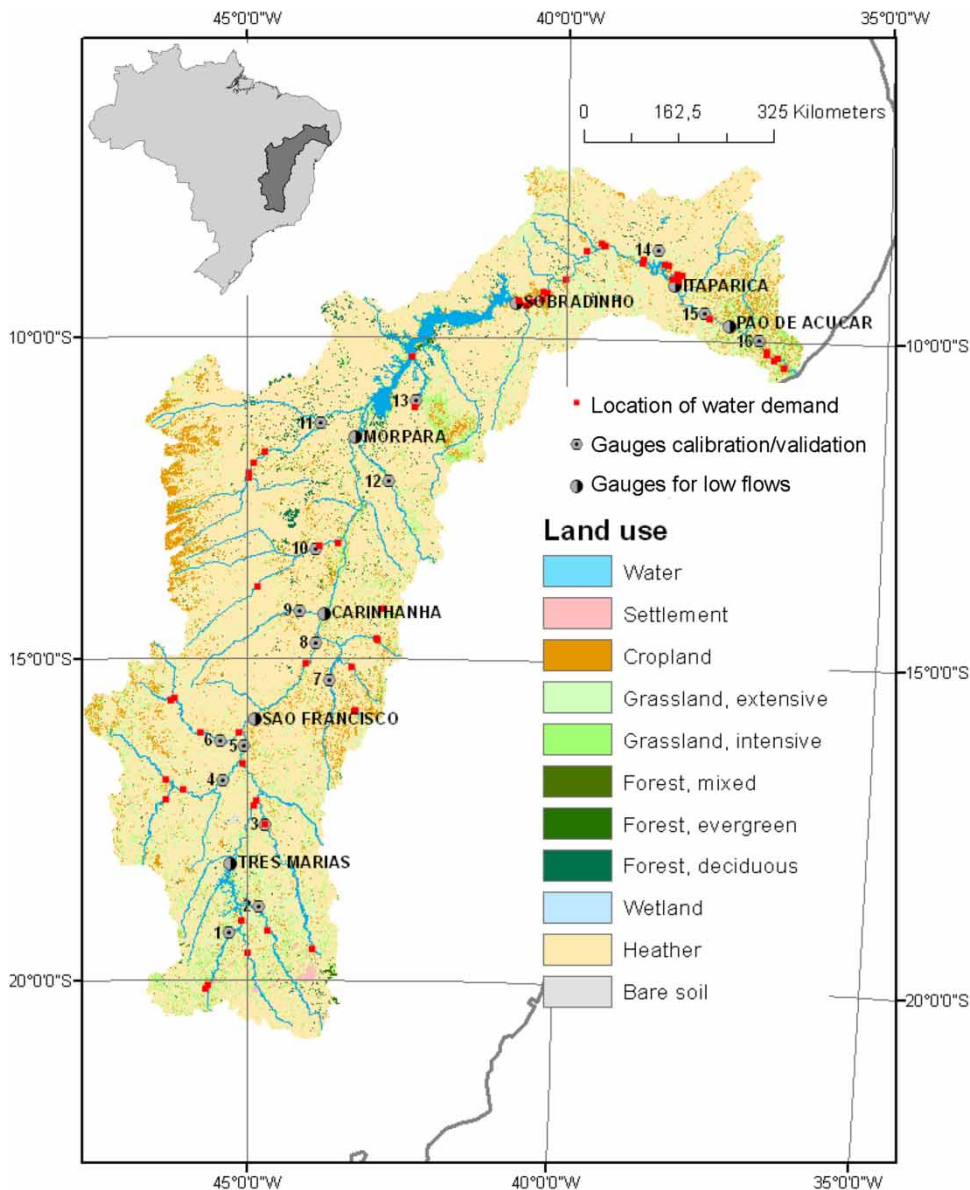 45°0'0"W 40°0'0"W 35°0'0"W
0 162,5 325 Kilometers
14
ITAPARICA
SOBRADINHO
15
PAO DE ACUCAR
16
10°0'0"S 10°0'0"S
13
Location of water demand
11
MORPARA
Gauges calibration/validation
12
Gauges for low flows
Land use
10
Water
9
CARINHANHA
Settlement
8
Cropland
15°0'0"S 15°0'0"S
7
Grassland, extensive
SAO FRANCISCO
6
5
Grassland, intensive
4
Forest, mixed
3
Forest, evergreen
TRES MARIAS
Forest, deciduous
2
Wetland
1
Heather
20°0'0"S 20°0'0"S
Bare soil
45°0'0"W 40°0'0"W 35°0'0"W